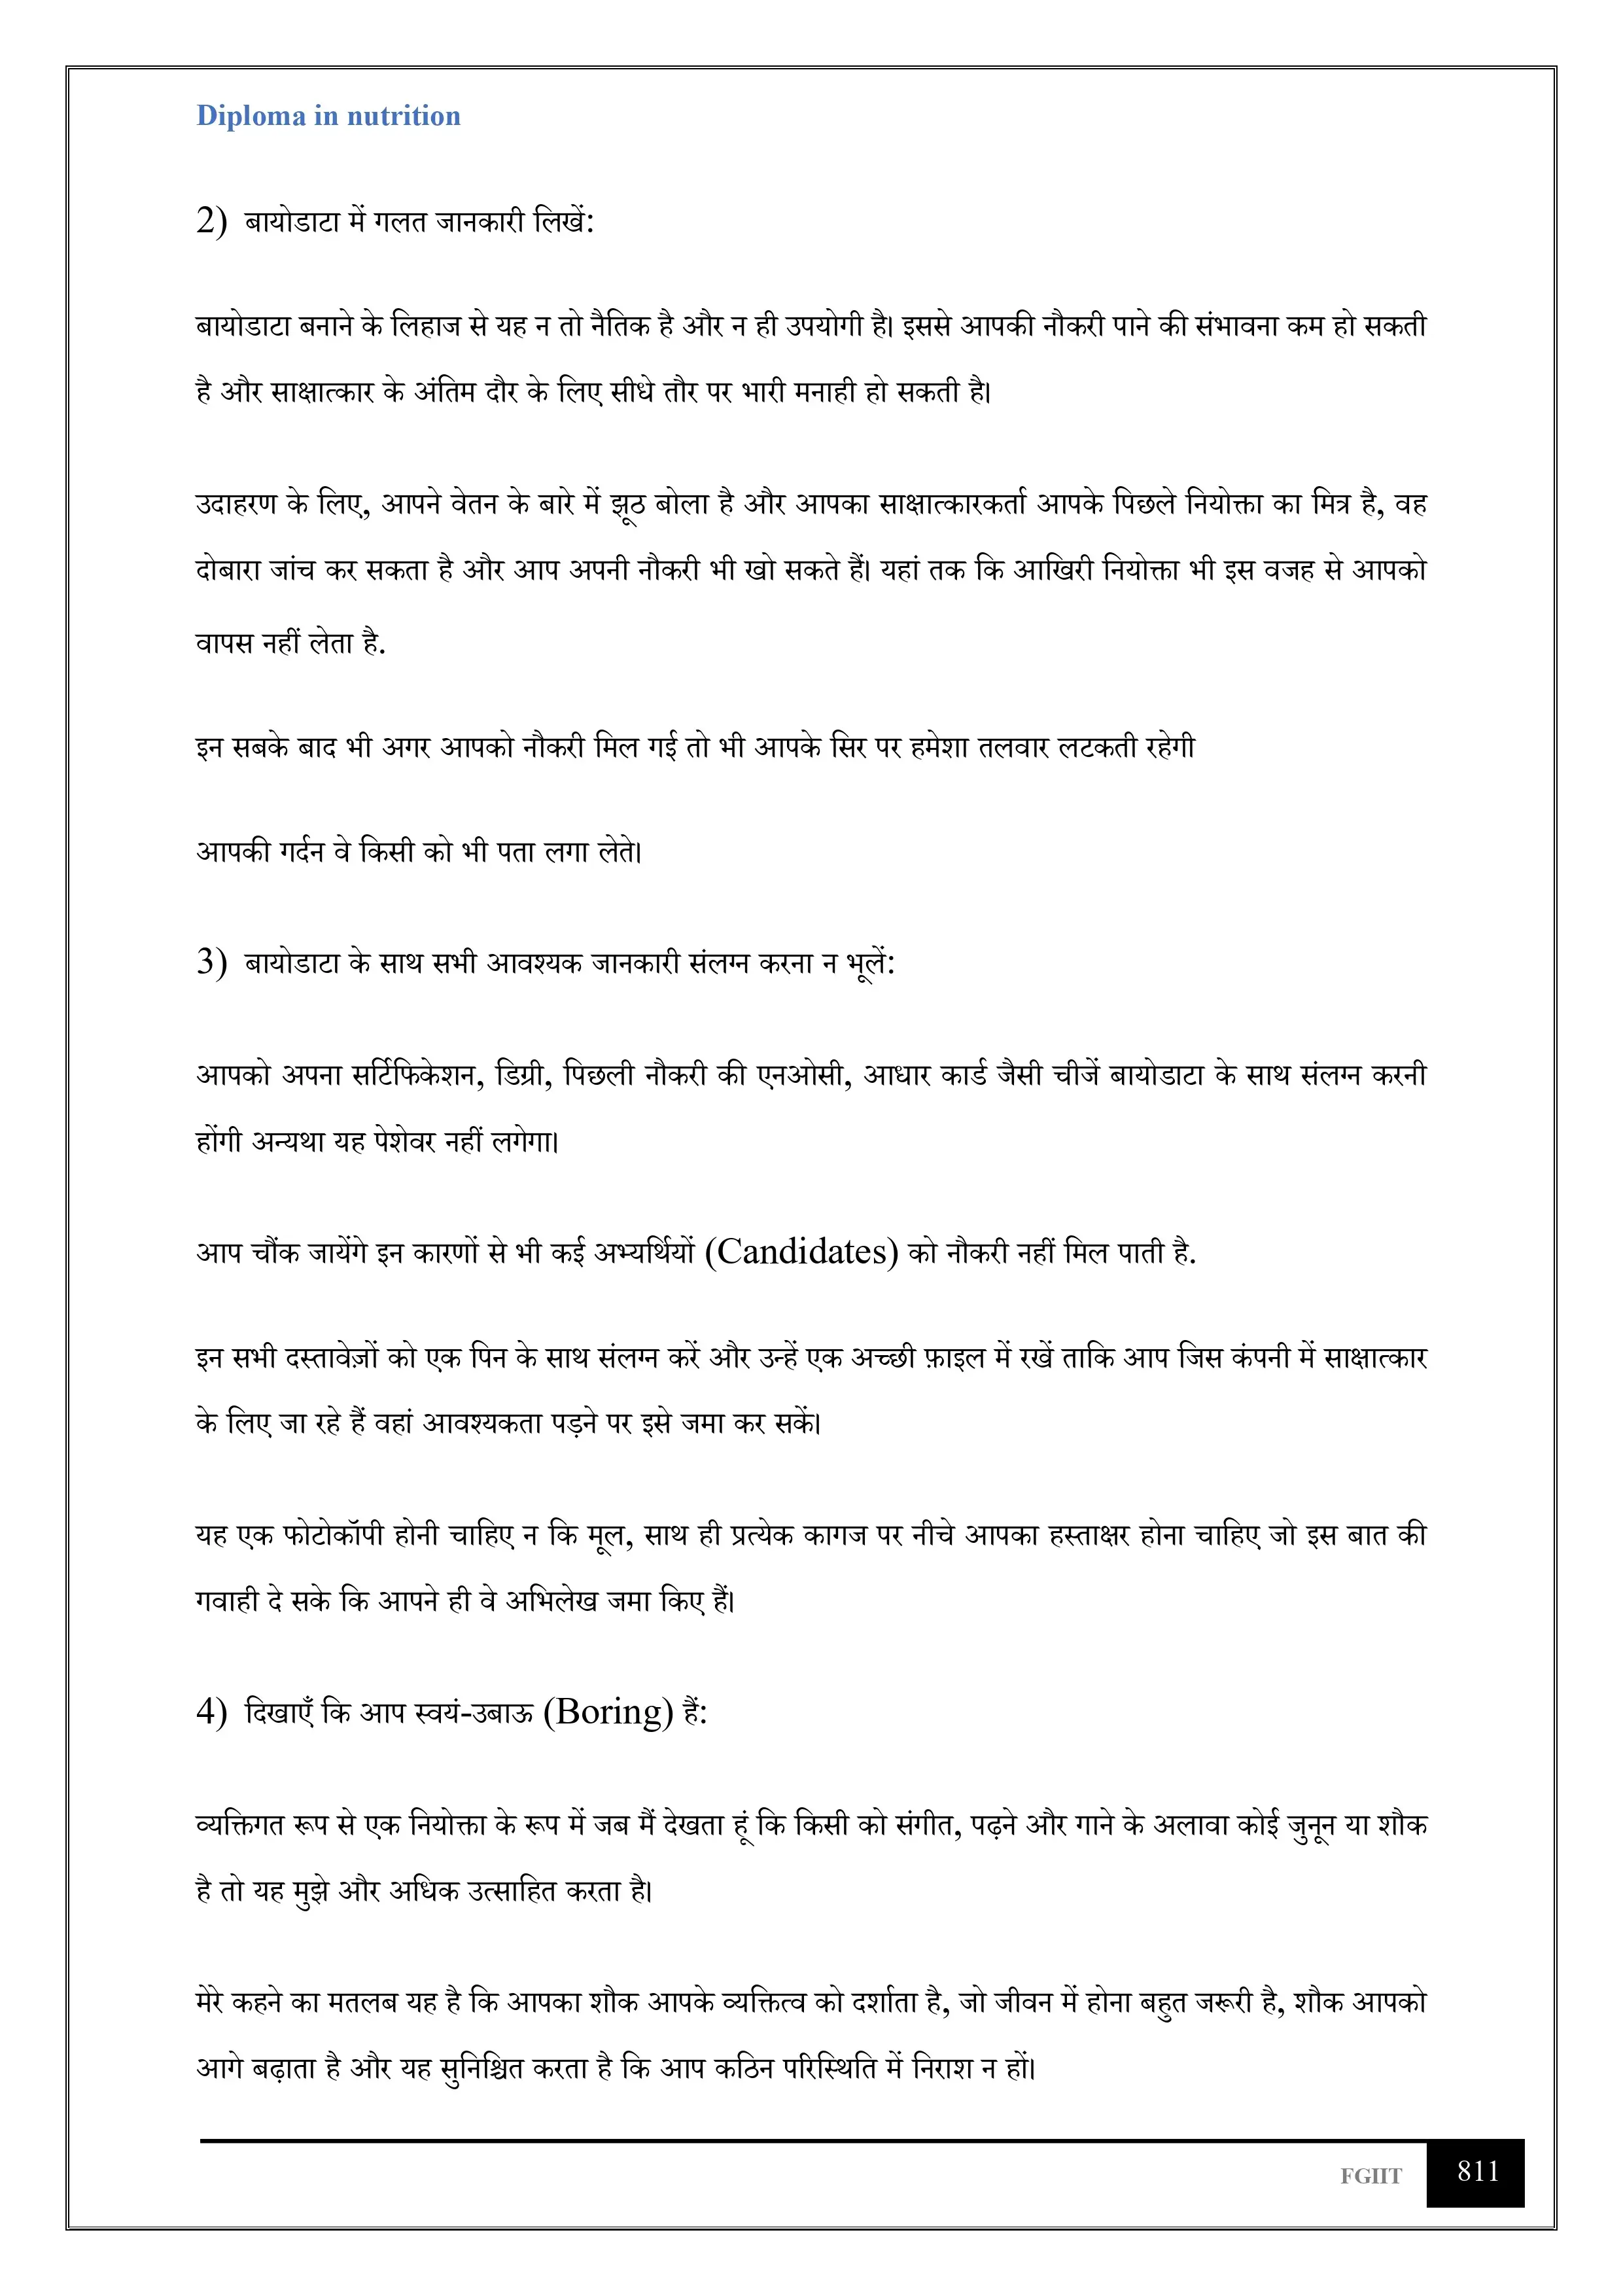 Diploma in nutrition
2) बायोडाटा में गलत जानकारी लिखें:
बायोडाटा बनाने के लिहाज से यह न तो नैतिक है और न ही उपयोगी है। इससे आपकी नौकरी पाने की संभावना कम हो सकती
है और साक्षात्कार के अंतिम दौर के लिए सीधे तौर पर भारी मनाही हो सकती है।
उदाहरण के लिए, आपने वेतन के बारे में झूठ बोला है और आपका साक्षात्कारकर्ता आपके पिछले नियोक्ता का मित्र है, वह
दोबारा जांच कर सकता है और आप अपनी नौकरी भी खो सकते हैं। यहां तक कि आखिरी नियोक्ता भी इस वजह से आपको
वापस नहीं लेता है.
इन सबके बाद भी अगर आपको नौकरी मिल गई तो भी आपके सिर पर हमेशा तलवार लटकती रहेगी
आपकी गर्दन वे किसी को भी पता लगा लेते।
3) बायोडाटा के साथ सभी आवश्यक जानकारी संलग्न करना न भूलें:
आपको अपना सर्टिफिकेशन, डिग्री, पिछली नौकरी की एनओसी, आधार कार्ड जैसी चीजें बायोडाटा के साथ संलग्न करनी
होंगी अन्यथा यह पेशेवर नहीं लगेगा।
आप चौंक जायेंगे इन कारणों से भी कई अभ्यर्थियों (Candidates) को नौकरी नहीं मिल पाती है.
इन सभी दस्तावेज़ों को एक पिन के साथ संलग्न करें और उन्हें एक अच्छी फ़ाइल में रखें ताकि आप जिस कंपनी में साक्षात्कार
के लिए जा रहे हैं वहां आवश्यकता पड़ने पर इसे जमा कर सकें।
यह एक फोटोकॉपी होनी चाहिए न कि मूल, साथ ही प्रत्येक कागज पर नीचे आपका हस्ताक्षर होना चाहिए जो इस बात की
गवाही दे सके कि आपने ही वे अभिलेख जमा किए हैं।
4) दिखाएँ कि आप स्वयं-उबाऊ (Boring) हैं:
व्यक्तिगत रूप से एक नियोक्ता के रूप में जब मैं देखता हूं कि किसी को संगीत, पढ़ने और गाने के अलावा कोई जुनून या शौक
है तो यह मुझे और अधिक उत्साहित करता है।
मेरे कहने का मतलब यह है कि आपका शौक आपके व्यक्तित्व को दर्शाता है, जो जीवन में होना बहुत जरूरी है, शौक आपको
आगे बढ़ाता है और यह सुनिश्चित करता है कि आप कठिन परिस्थिति में निराश न हों।
FGIIT 811